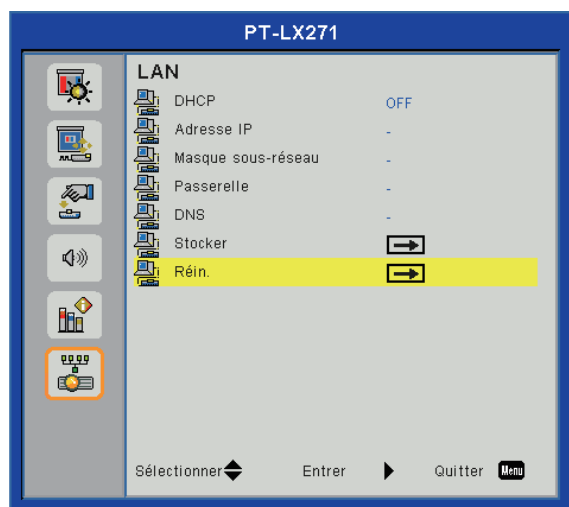 PT-LX271
LAN
DHCP OFF
Adresse IP -
Masque sous-réseau -
Passerelle -
DNS -
Stocker
Réin.
Sélectionner Entrer Quitter Menu